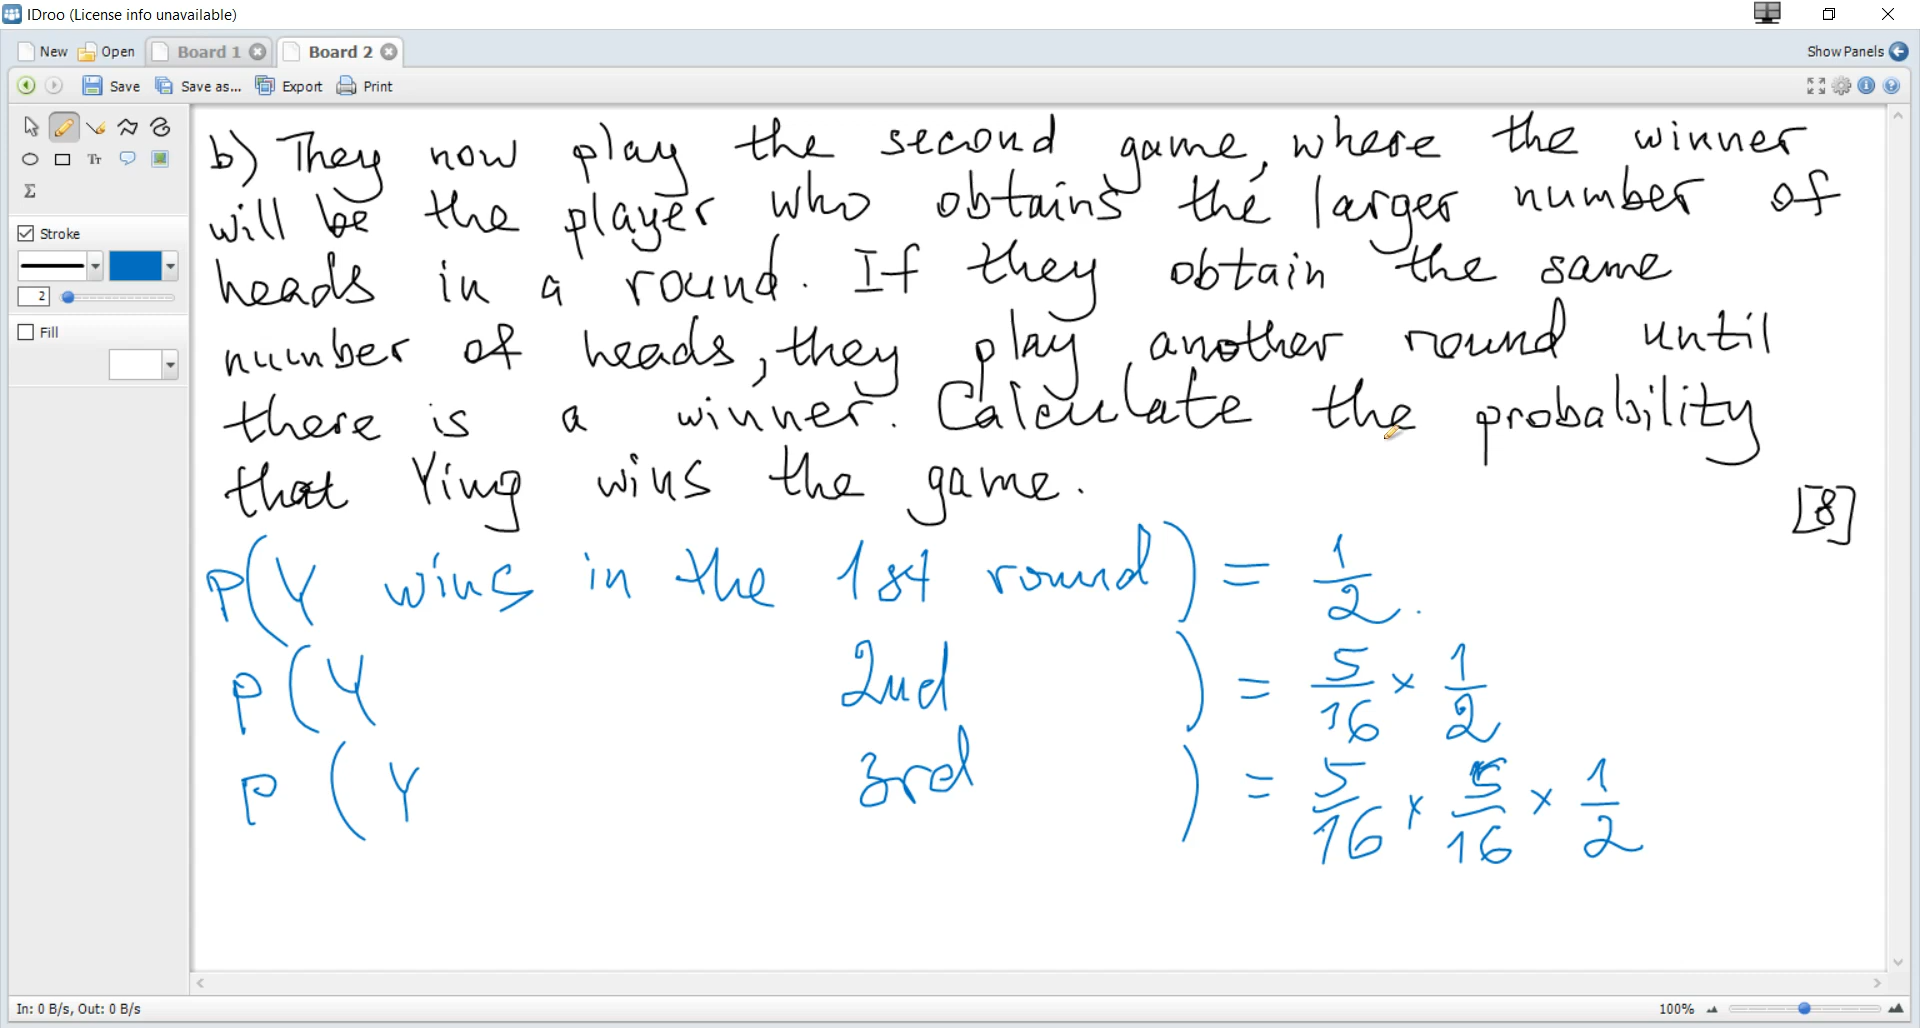 IDroo (License info unavailable)
New Open Board 1 Board 2 Show Panels
Save Save as... Export Print
Tт
Σ
Stroke
2
Fill
b) They now play the second game, where the winner
will be the player who obtains the larger number of
heads in a round. If they obtain the same
number of heads, they play another round until
there is a winner. Calculate the probability
that Ying wins the game.
[8]
P(Y wins in the 1st round) = 1/2.
P(Y 2nd ) = 5/16 × 1/2
P(Y 3rd ) = 5/16 × 5/16 × 1/2
In: 0 B/s, Out: 0 B/s 100%